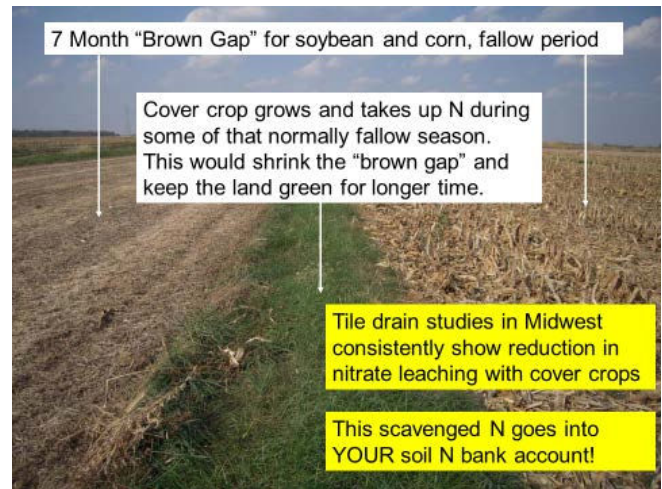 7 Month “Brown Gap” for soybean and corn, fallow period
Cover crop grows and takes up N during
some of that normally fallow season.
This would shrink the “brown gap” and
keep the land green for longer time.
Tile drain studies in Midwest
consistently show reduction in
nitrate leaching with cover crops
This scavenged N goes into
YOUR soil N bank account!